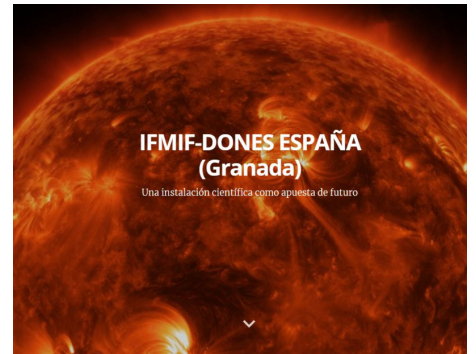 IFMIF-DONES ESPAÑA
(Granada)
Una instalación científica como apuesta de futuro